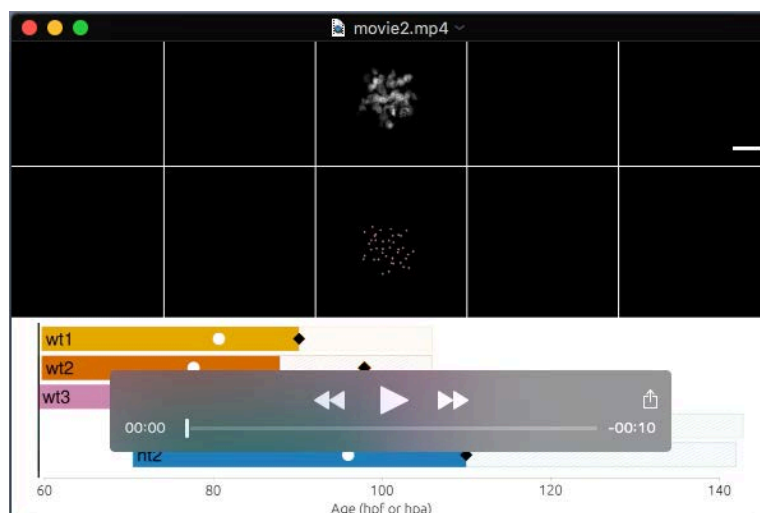 movie2.mp4
wt1
wt2
wt3
00:00
-00:10
nt2
60 80 100 120 140
Age (hpf or hpa)